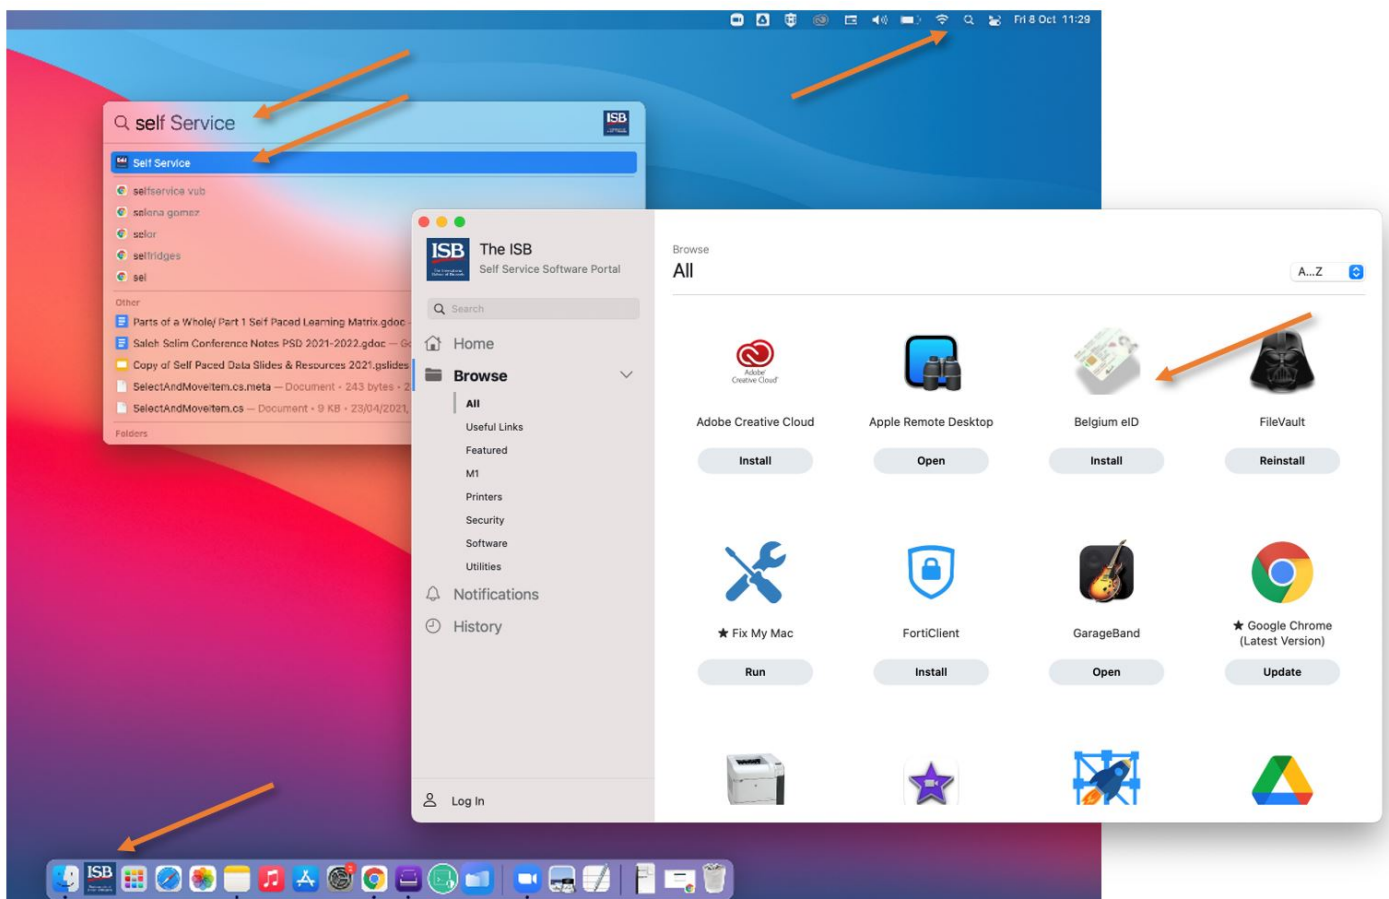 Fri 8 Oct 11:29
self Service
ISB
Self Service
selfservice vub
selena gomez
selor
selfridges
sel
Other
Parts of a Whole/ Part 1 Self Paced Learning Matrix.gdoc
Saleh Selim Conference Notes PSD 2021-2022.gdoc —
Copy of Self Paced Data Slides & Resources 2021.gslides
SelectAndMoveItem.cs.meta — Document • 243 bytes •
SelectAndMoveItem.cs — Document • 9 KB • 23/04/2021,
Folders
ISB
The ISB
Self Service Software Portal
Search
Home
Browse
All
Useful Links
Featured
M1
Printers
Security
Software
Utilities
Notifications
History
Log In
Browse
All
A...Z
Adobe
Creative Cloud
Adobe Creative Cloud
Apple Remote Desktop
Belgium eID
FileVault
Install
Open
Install
Reinstall
★ Fix My Mac
FortiClient
GarageBand
★ Google Chrome
(Latest Version)
Run
Install
Open
Update
ISB